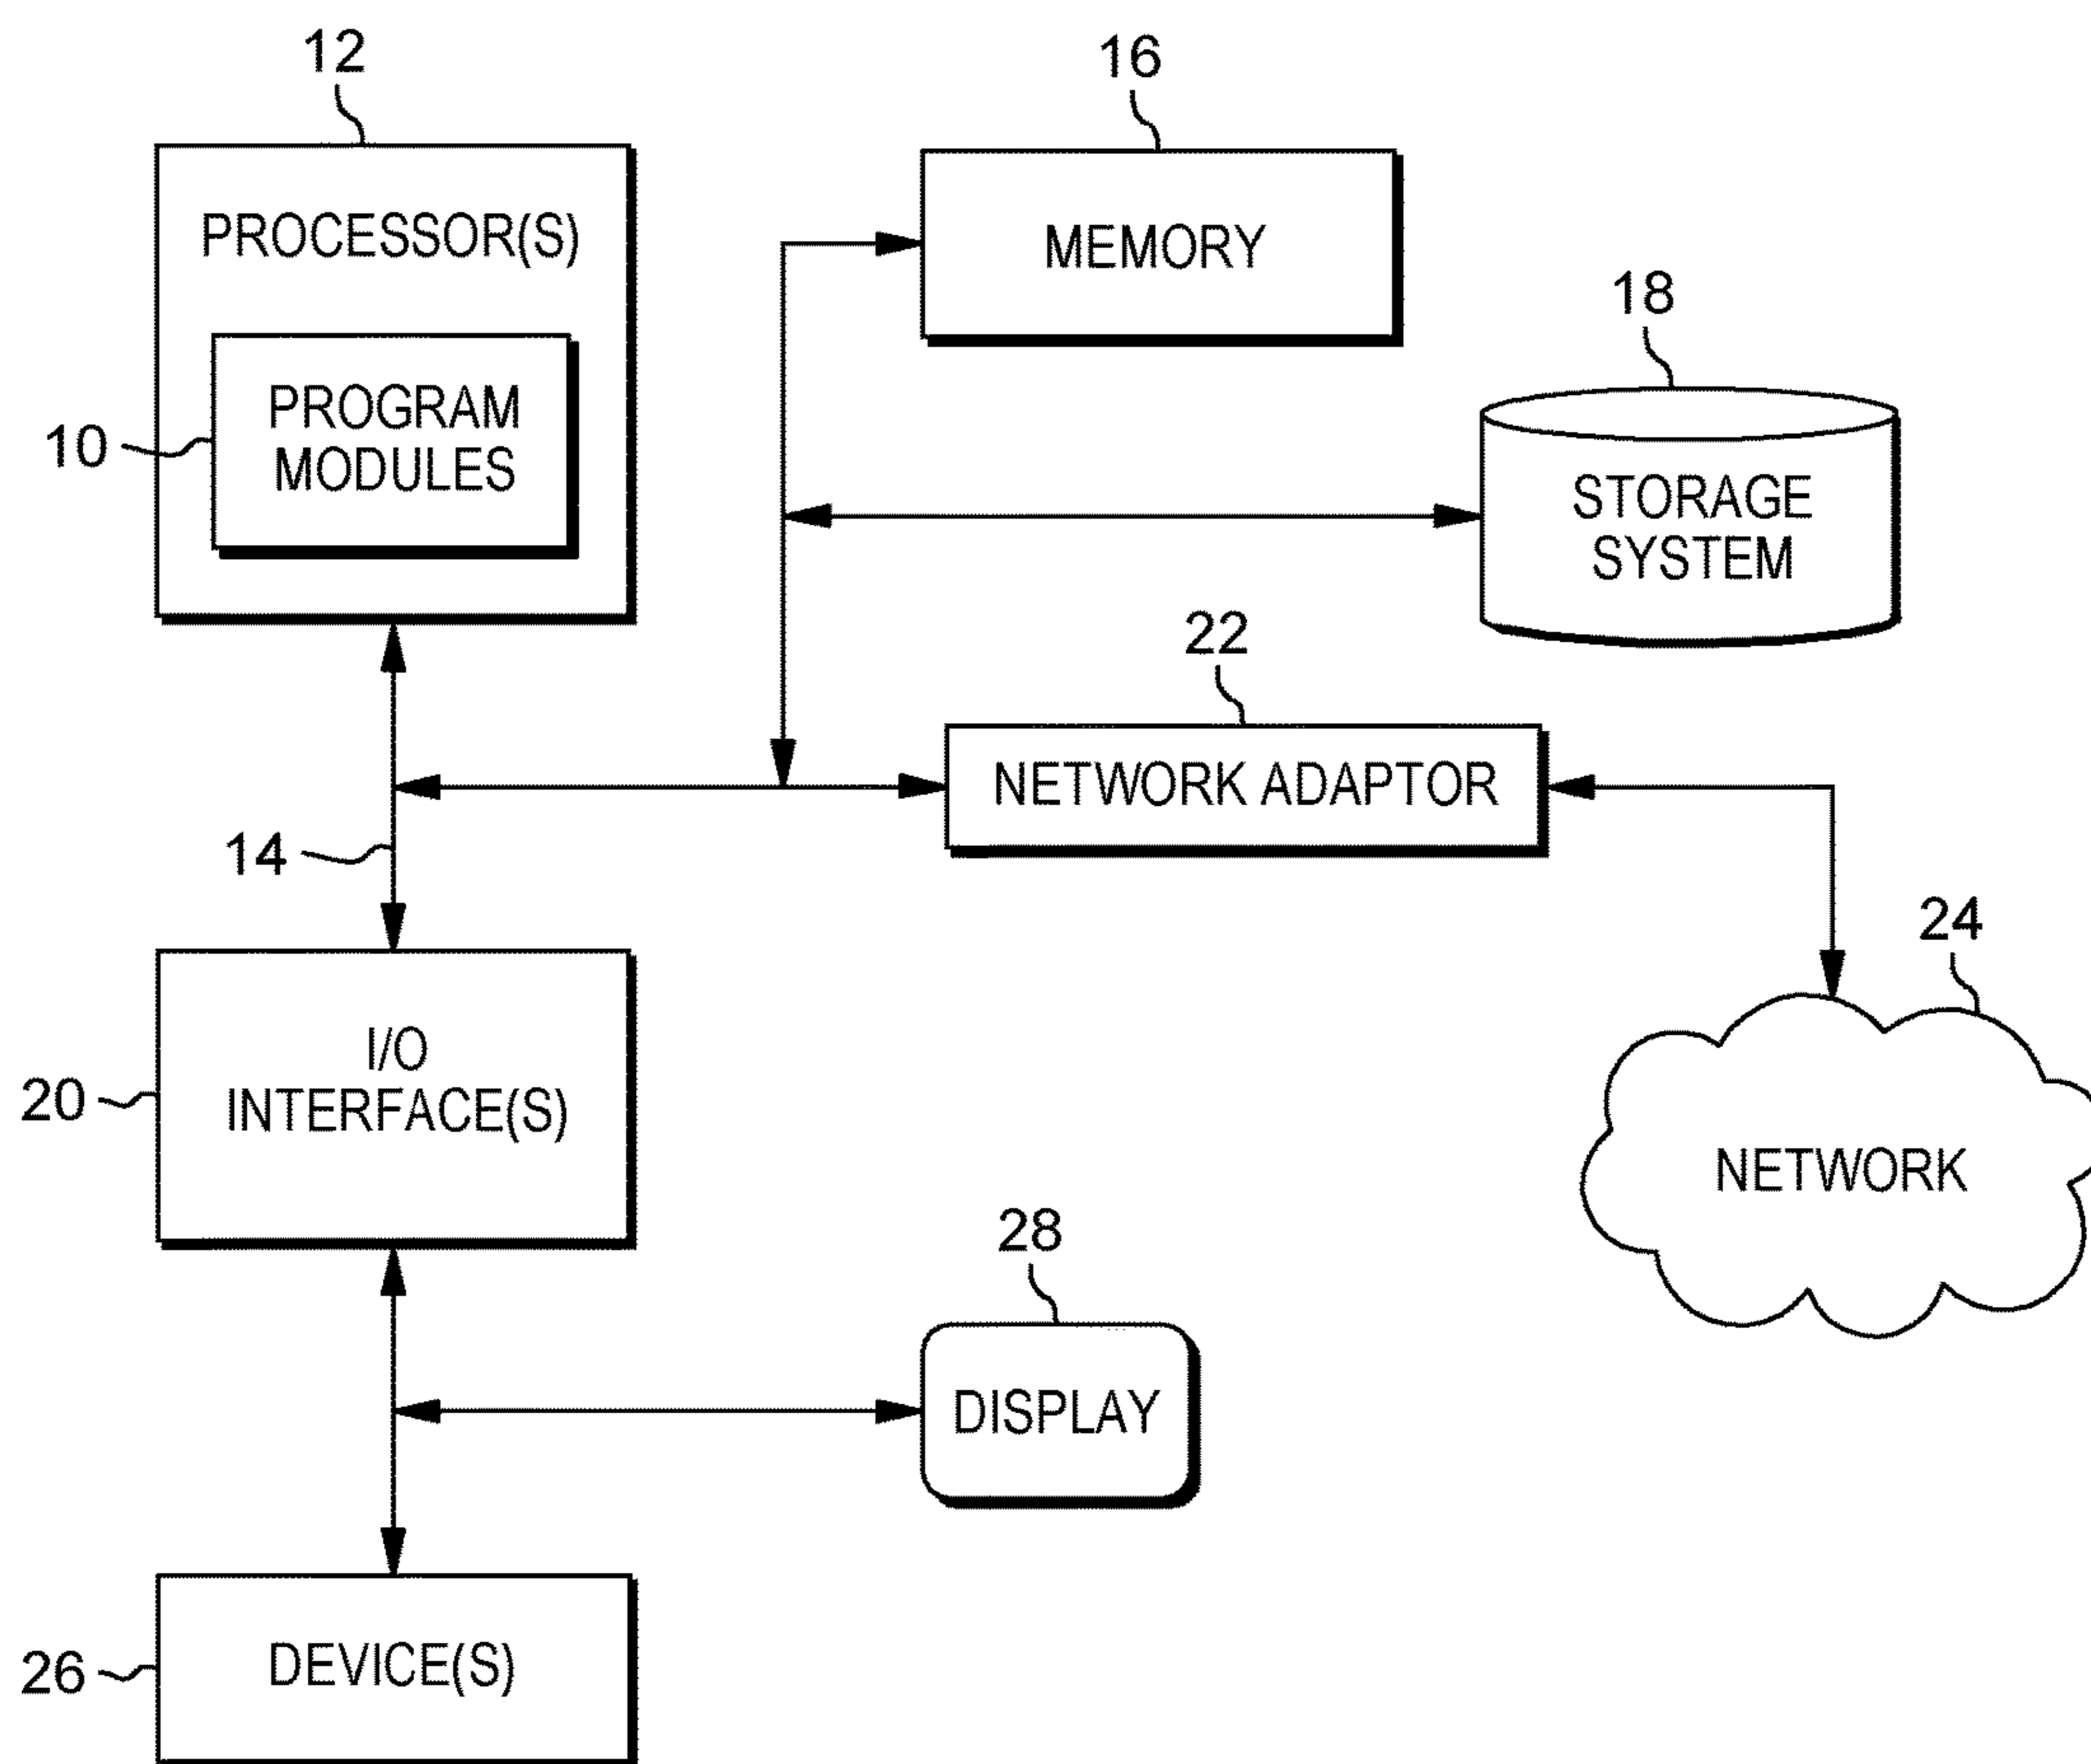 12
16
PROCESSOR(S)
MEMORY
18
10
PROGRAM
MODULES
STORAGE
SYSTEM
22
NETWORK ADAPTOR
14
24
I/O
INTERFACE(S)
20
NETWORK
28
DISPLAY
26
DEVICE(S)